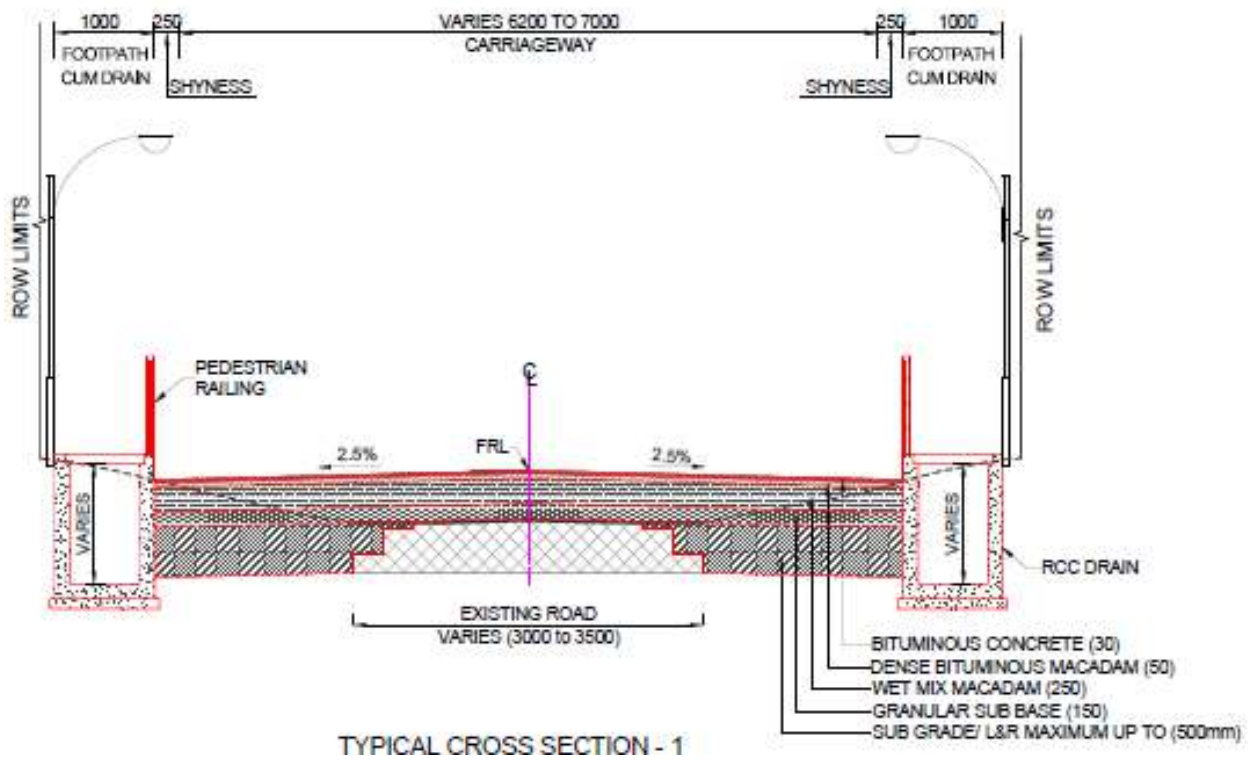 1000
250
VARIES 6200 TO 7000
250
1000
FOOTPATH
CUM DRAIN
CARRIAGEWAY
FOOTPATH
CUM DRAIN
SHYNESS
SHYNESS
ROW LIMITS
ROW LIMITS
PEDESTRIAN
RAILING
C
L
2.5%
FRL
2.5%
VARIES
VARIES
RCC DRAIN
EXISTING ROAD
VARIES (3000 to 3500)
BITUMINOUS CONCRETE (30)
DENSE BITUMINOUS MACADAM (50)
WET MIX MACADAM (250)
GRANULAR SUB BASE (150)
SUB GRADE/ L&R MAXIMUM UP TO (500mm)
TYPICAL CROSS SECTION - 1